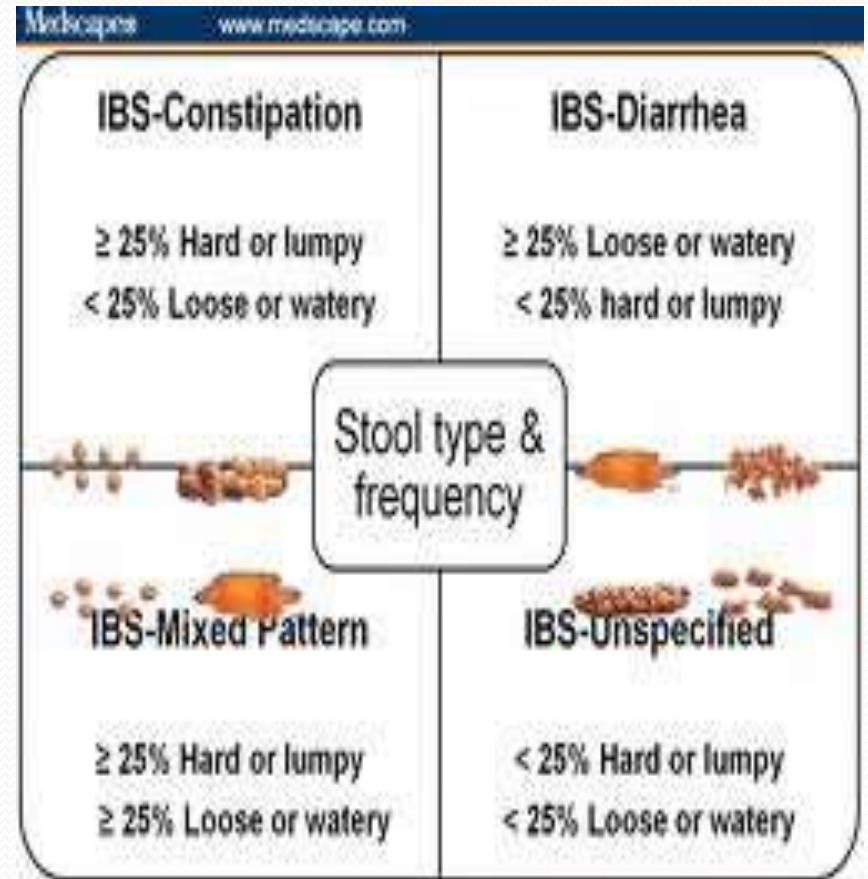 Medscape® www.medscape.com
IBS-Constipation
≥ 25% Hard or lumpy
< 25% Loose or watery
IBS-Diarrhea
≥ 25% Loose or watery
< 25% hard or lumpy
Stool type &
frequency
IBS-Mixed Pattern
≥ 25% Hard or lumpy
≥ 25% Loose or watery
IBS-Unspecified
< 25% Hard or lumpy
< 25% Loose or watery